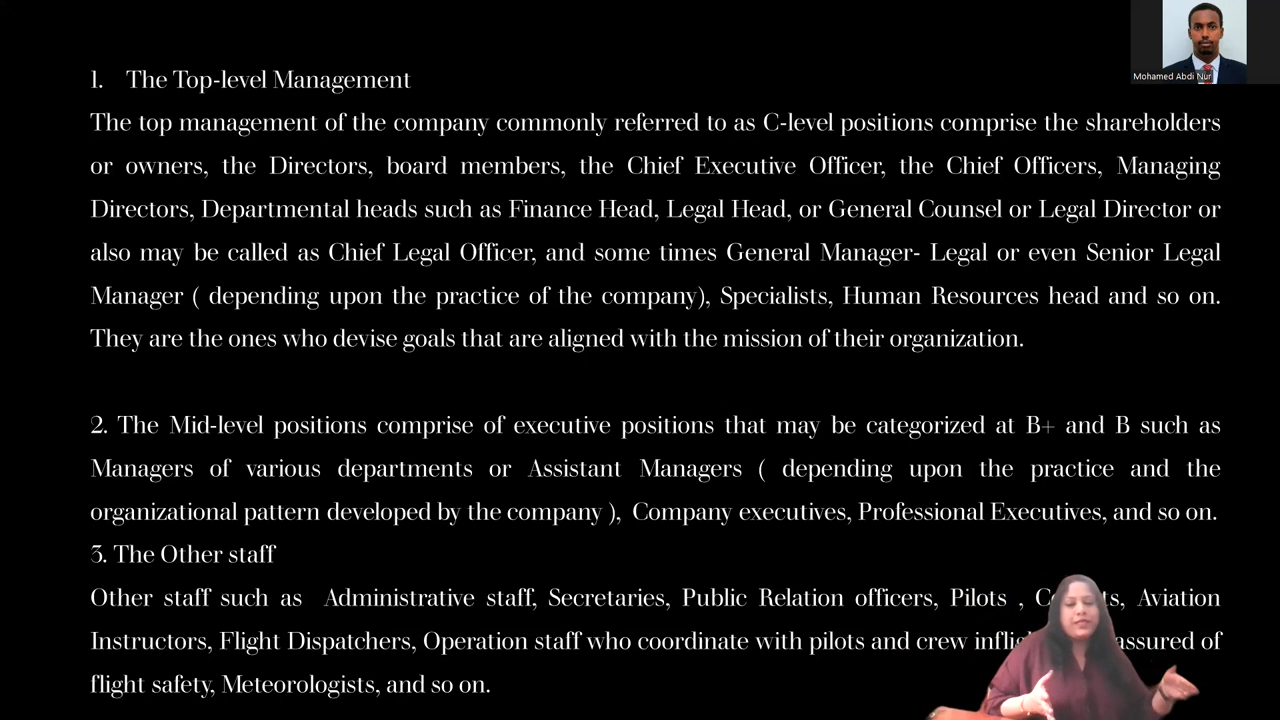 Mohamed Abdi Nur
1. The Top-level Management
The top management of the company commonly referred to as C-level positions comprise the shareholders
or owners, the Directors, board members, the Chief Executive Officer, the Chief Officers, Managing
Directors, Departmental heads such as Finance Head, Legal Head, or General Counsel or Legal Director or
also may be called as Chief Legal Officer, and some times General Manager- Legal or even Senior Legal
Manager ( depending upon the practice of the company), Specialists, Human Resources head and so on.
They are the ones who devise goals that are aligned with the mission of their organization.
2. The Mid-level positions comprise of executive positions that may be categorized at B+ and B such as
Managers of various departments or Assistant Managers ( depending upon the practice and the
organizational pattern developed by the company ), Company executives, Professional Executives, and so on.
3. The Other staff
Other staff such as Administrative staff, Secretaries, Public Relation officers, Pilots , Aviation
Instructors, Flight Dispatchers, Operation staff who coordinate with pilots and crew assured of
flight safety, Meteorologists, and so on.